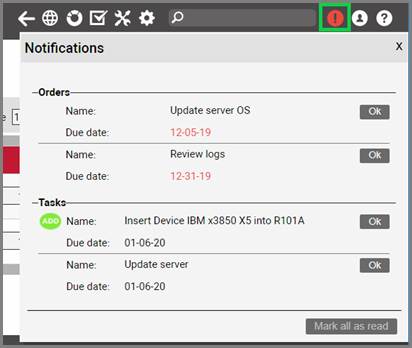 !
?
Notifications X
e 1
Orders
Name: Update server OS Ok
Due date: 12-05-19
Name: Review logs Ok
Due date: 12-31-19
Tasks
ADD Name: Insert Device IBM x3850 X5 into R101A Ok
Due date: 01-06-20
Name: Update server Ok
Due date: 01-06-20
Mark all as read